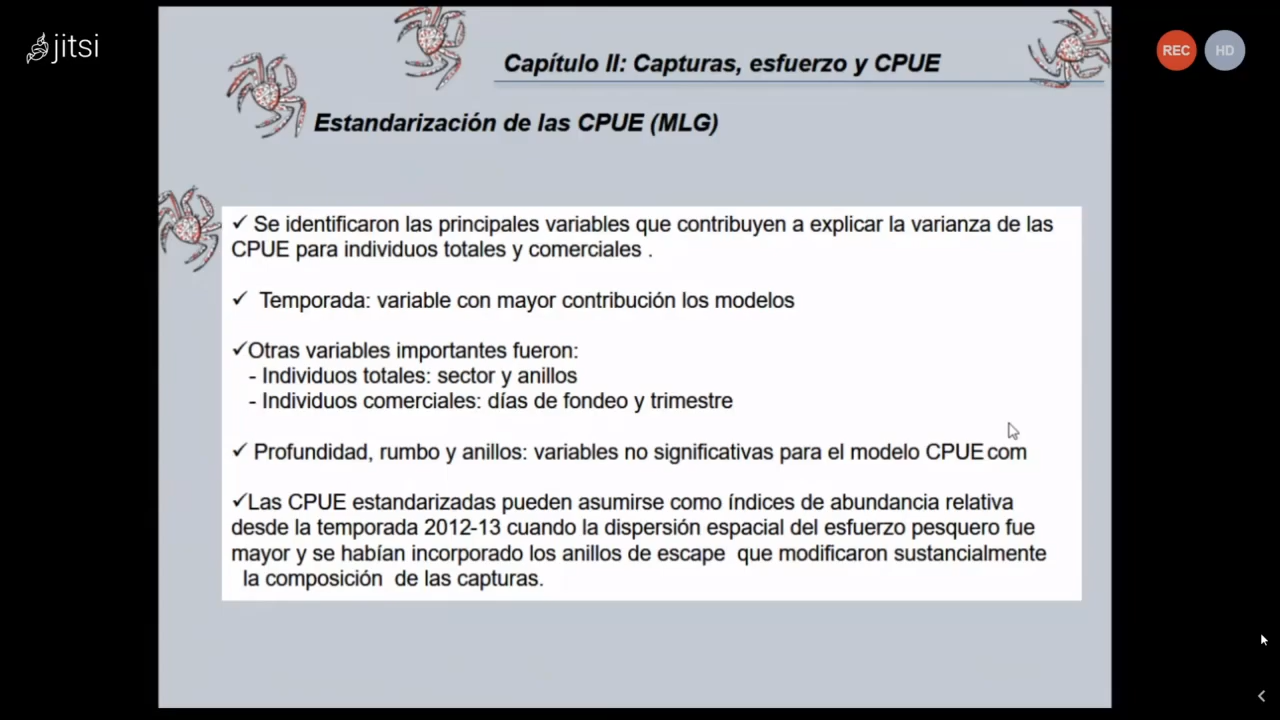 jitsi
REC
HD
Capítulo II: Capturas, esfuerzo y CPUE
Estandarización de las CPUE (MLG)
✓ Se identificaron las principales variables que contribuyen a explicar la varianza de las
CPUE para individuos totales y comerciales .
✓ Temporada: variable con mayor contribución los modelos
✓Otras variables importantes fueron:
- Individuos totales: sector y anillos
- Individuos comerciales: días de fondeo y trimestre
✓ Profundidad, rumbo y anillos: variables no significativas para el modelo CPUE com
✓Las CPUE estandarizadas pueden asumirse como índices de abundancia relativa
desde la temporada 2012-13 cuando la dispersión espacial del esfuerzo pesquero fue
mayor y se habían incorporado los anillos de escape que modificaron sustancialmente
la composición de las capturas.